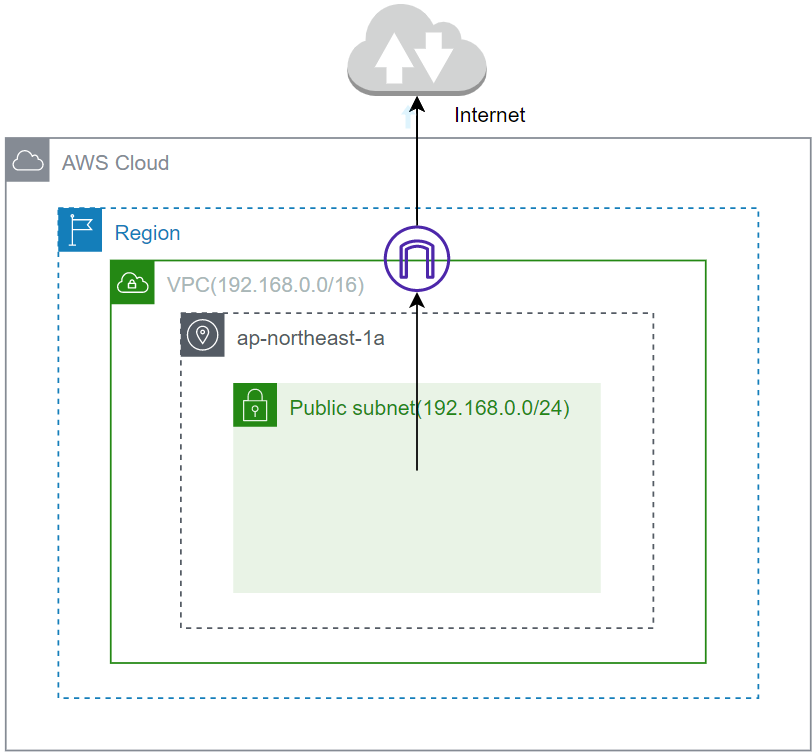 Internet
AWS Cloud
Region
VPC(192.168.0.0/16)
ap-northeast-1a
Public subnet(192.168.0.0/24)